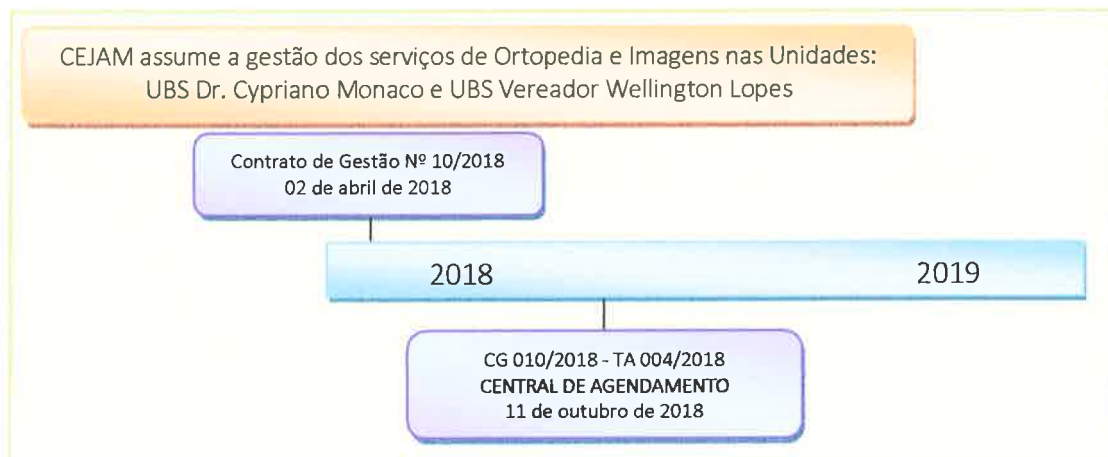 CEJAM assume a gestão dos serviços de Ortopedia e Imagens nas Unidades:
UBS Dr. Cypriano Monaco e UBS Vereador Wellington Lopes
Contrato de Gestão Nº 10/2018
02 de abril de 2018
2018
2019
CG 010/2018 - TA 004/2018
CENTRAL DE AGENDAMENTO
11 de outubro de 2018